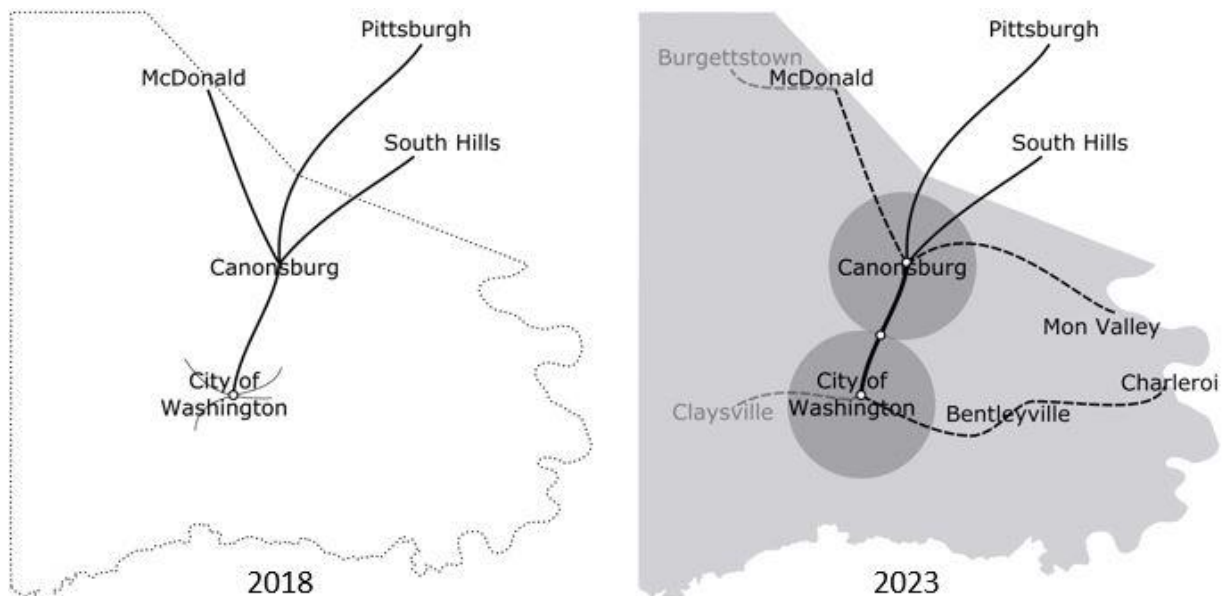 Pittsburgh
McDonald
South Hills
Canonsburg
City of
Washington
2018
Pittsburgh
Burgettstown
McDonald
South Hills
Canonsburg
Mon Valley
City of
Washington
Charleroi
Claysville
Bentleyville
2023